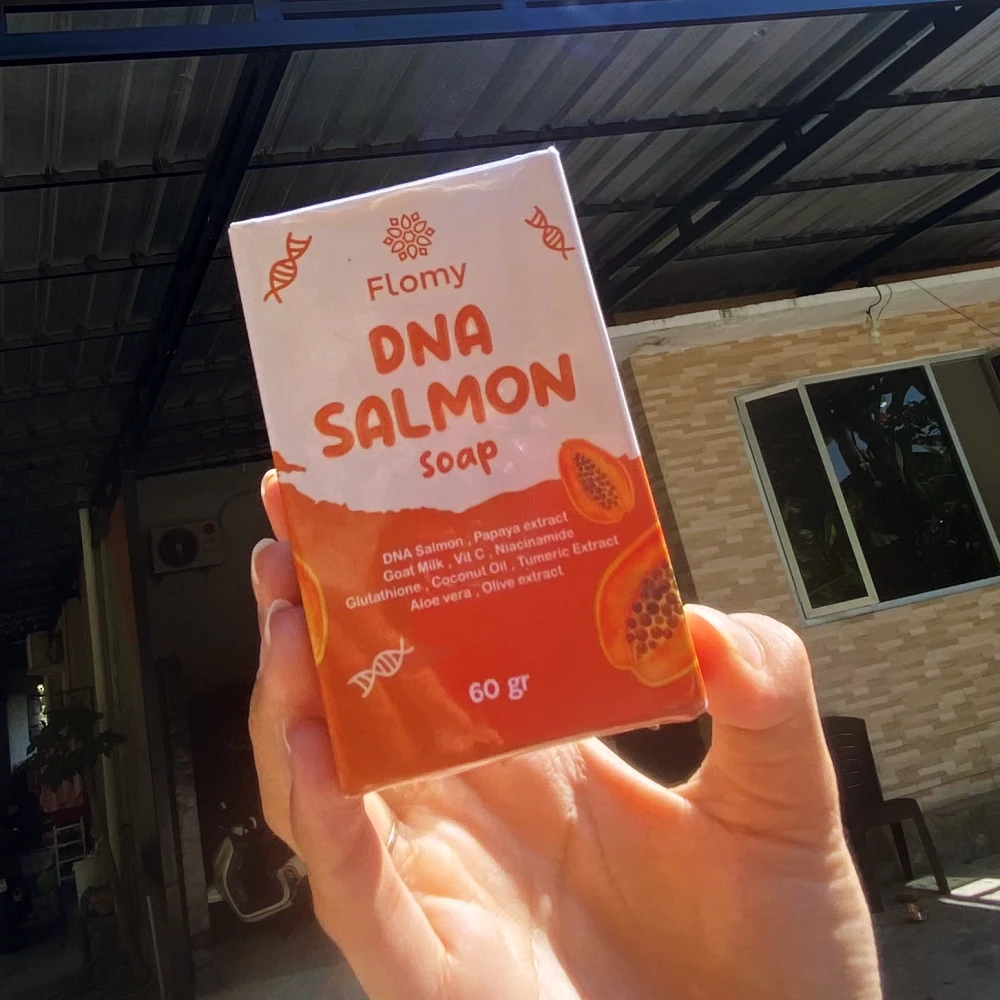 Flomy
DNA
SALMON
soap
DNA Salmon , Papaya extract
Goat Milk , Vit C , Niacinamide
Glutathione , Coconut Oil , Tumeric Extract
Aloe vera , Olive extract
60 gr